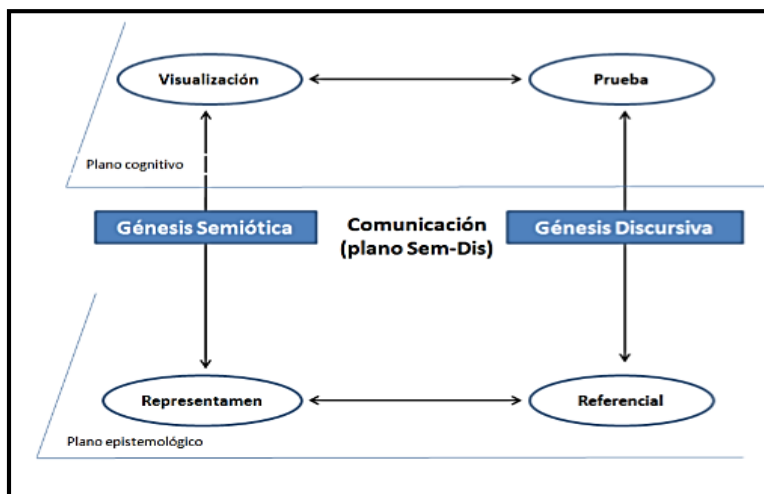 Visualización
Prueba
Plano cognitivo
Génesis Semiótica
Comunicación
(plano Sem-Dis)
Génesis Discursiva
Representamen
Referencial
Plano epistemológico